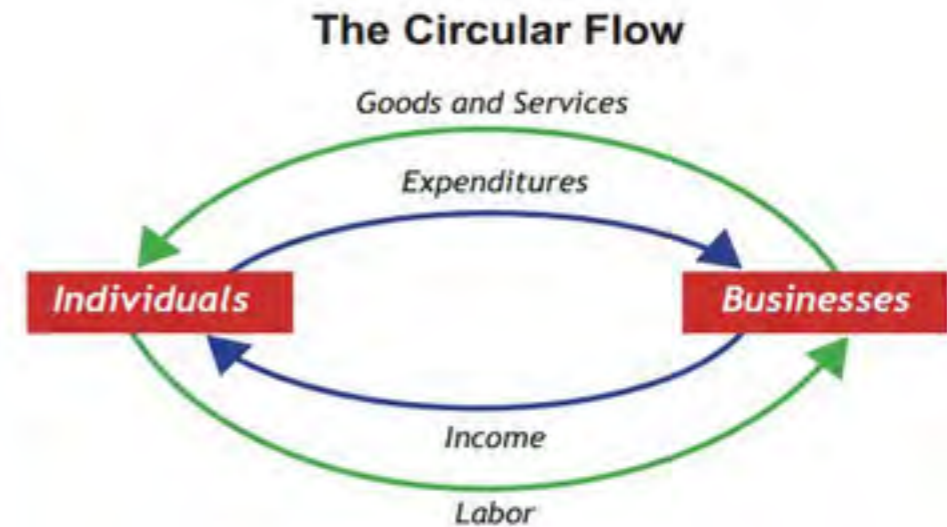 The Circular Flow
Goods and Services
Expenditures
Individuals
Businesses
Income
Labor